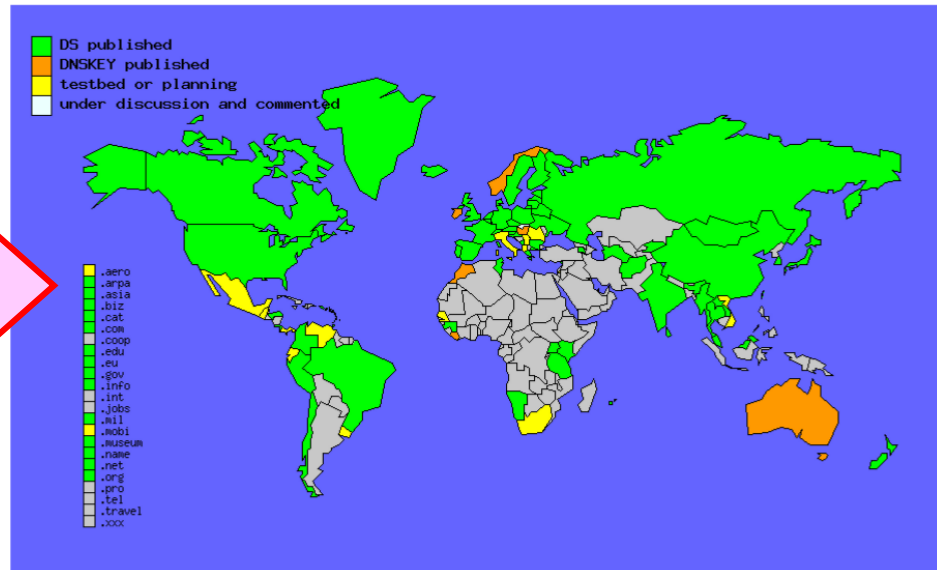 DS published
DNSKEY published
testbed or planning
under discussion and commented
.aero
.arpa
.asia
.biz
.cat
.com
.coop
.edu
.eu
.gov
.info
.int
.jobs
.mil
.mobi
.museum
.name
.net
.org
.pro
.tel
.travel
.xxx